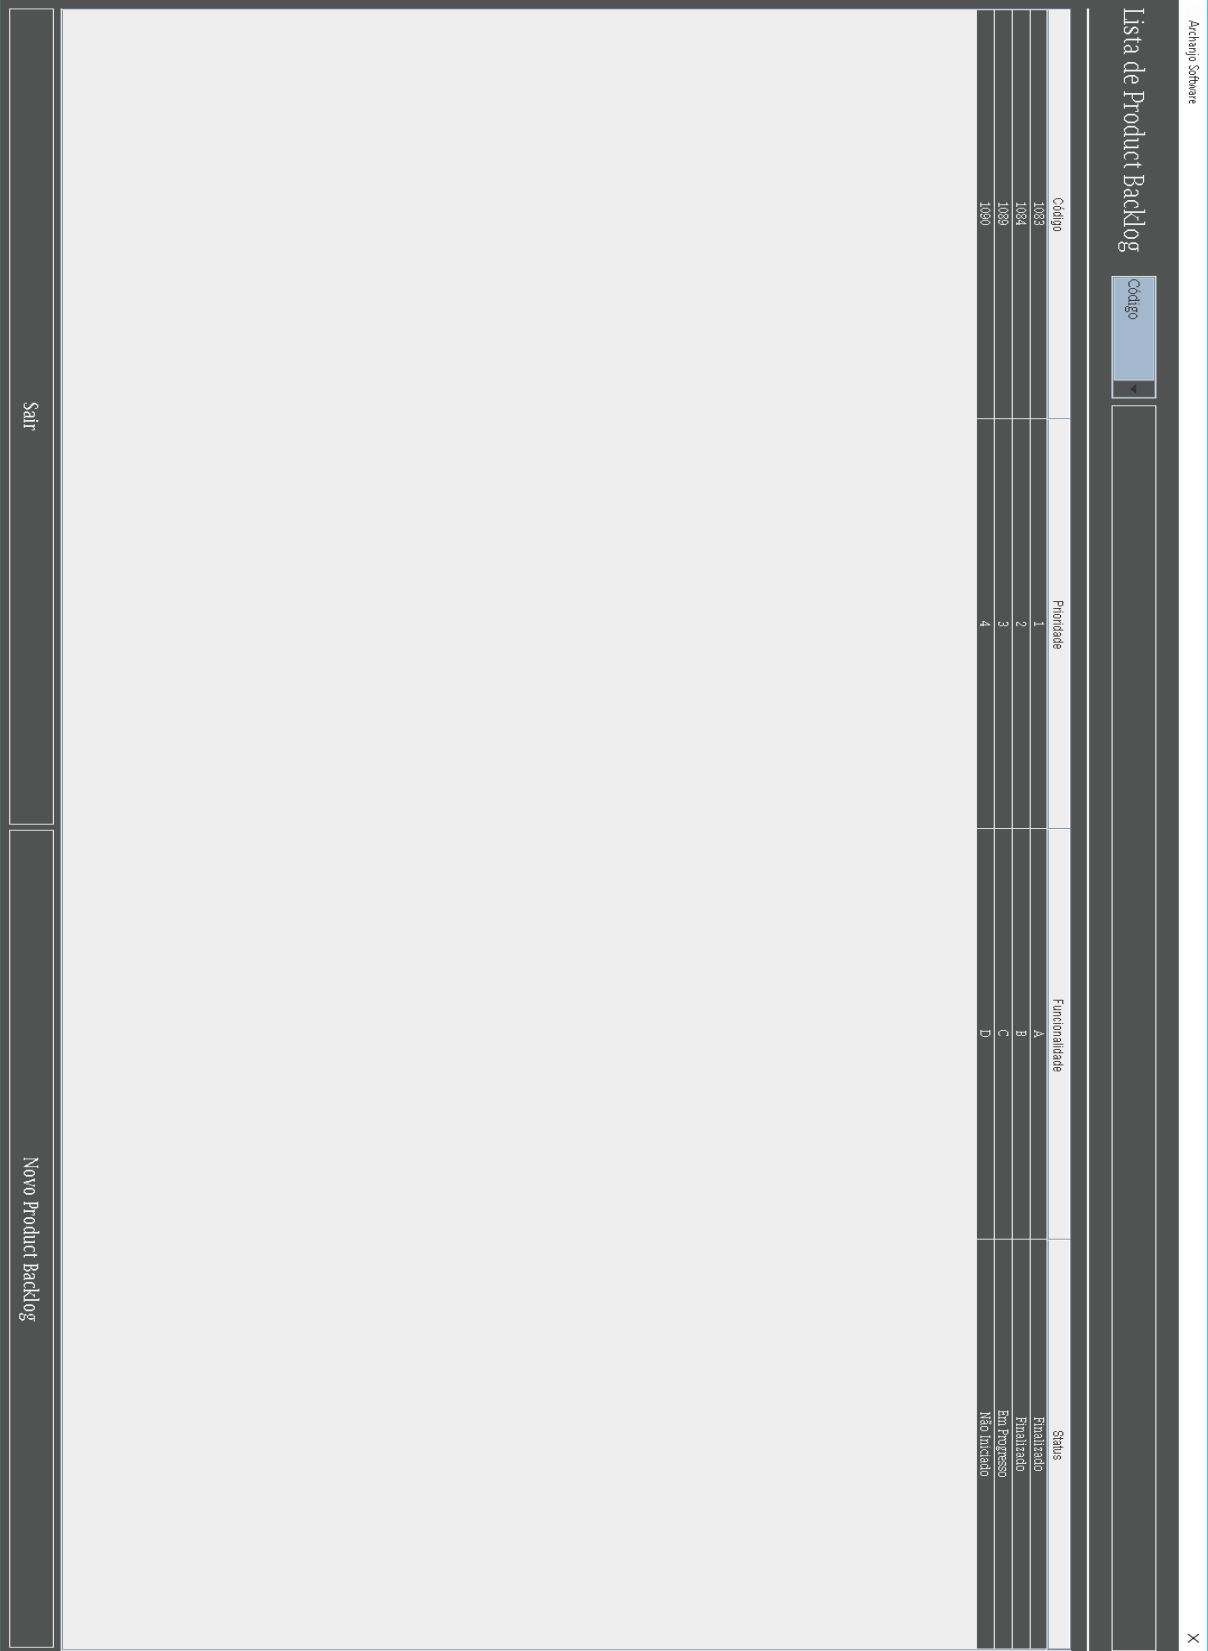 Archanjo Software X
Lista de Product Backlog Código
Código Prioridade Funcionalidade Status
1083 1 A Finalizado
1084 2 B Finalizado
1089 3 C Em Progresso
1090 4 D Não Iniciado
Sair Novo Product Backlog